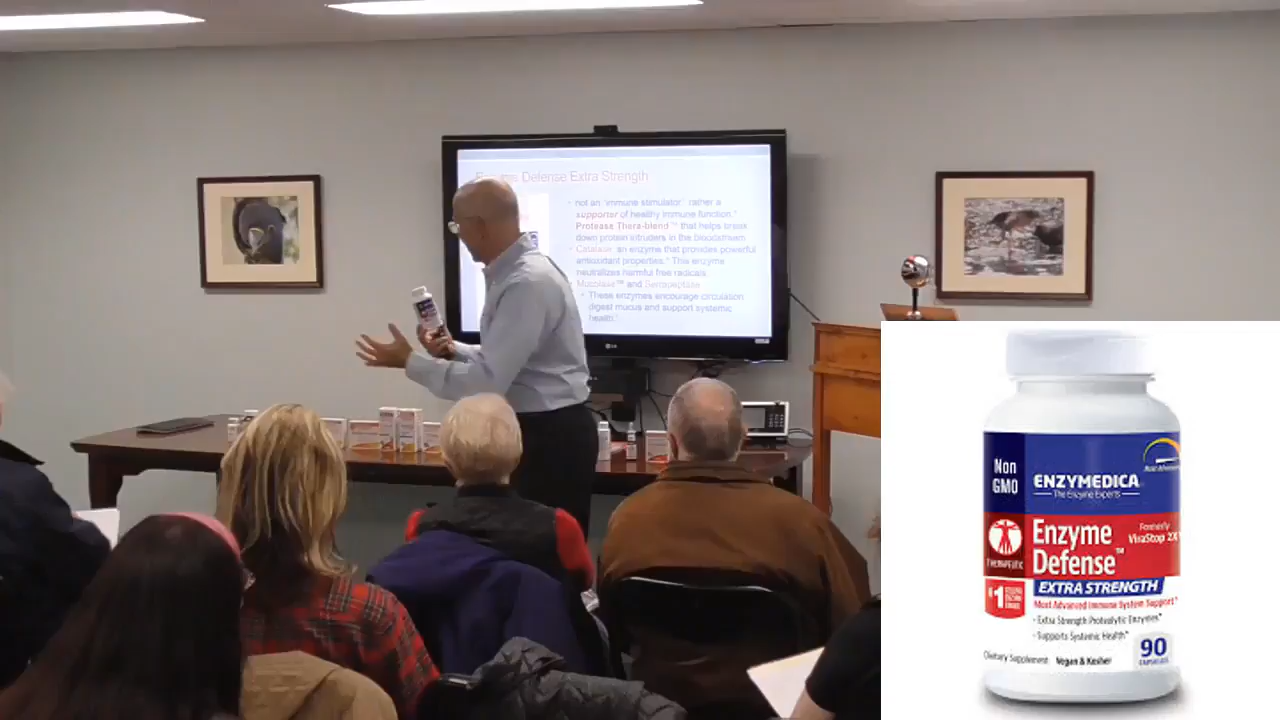 Defense Extra Strength
• not an "immune stimulator"; rather a
supporter of healthy immune function.*
Protease Thera-blend™ that helps break
down protein intruders in the bloodstream
• Catalase: an enzyme that provides powerful
antioxidant properties.* This enzyme
neutralizes harmful free radicals
• Mucolase™ and Serrapeptase
• These enzymes encourage circulation,
digest mucus and support systemic
health.*
LG
Non
GMO
ENZYMEDICA
The Enzyme Experts
Enzyme
Defense™
Formerly
ViraStop 2X
THERAPEUTIC
EXTRA STRENGTH
#1
Most Advanced Immune System Support*
· Extra Strength Proteolytic Enzymes*
· Supports Systemic Health*
Dietary Supplement Vegan & Kosher
90
CAPSULES